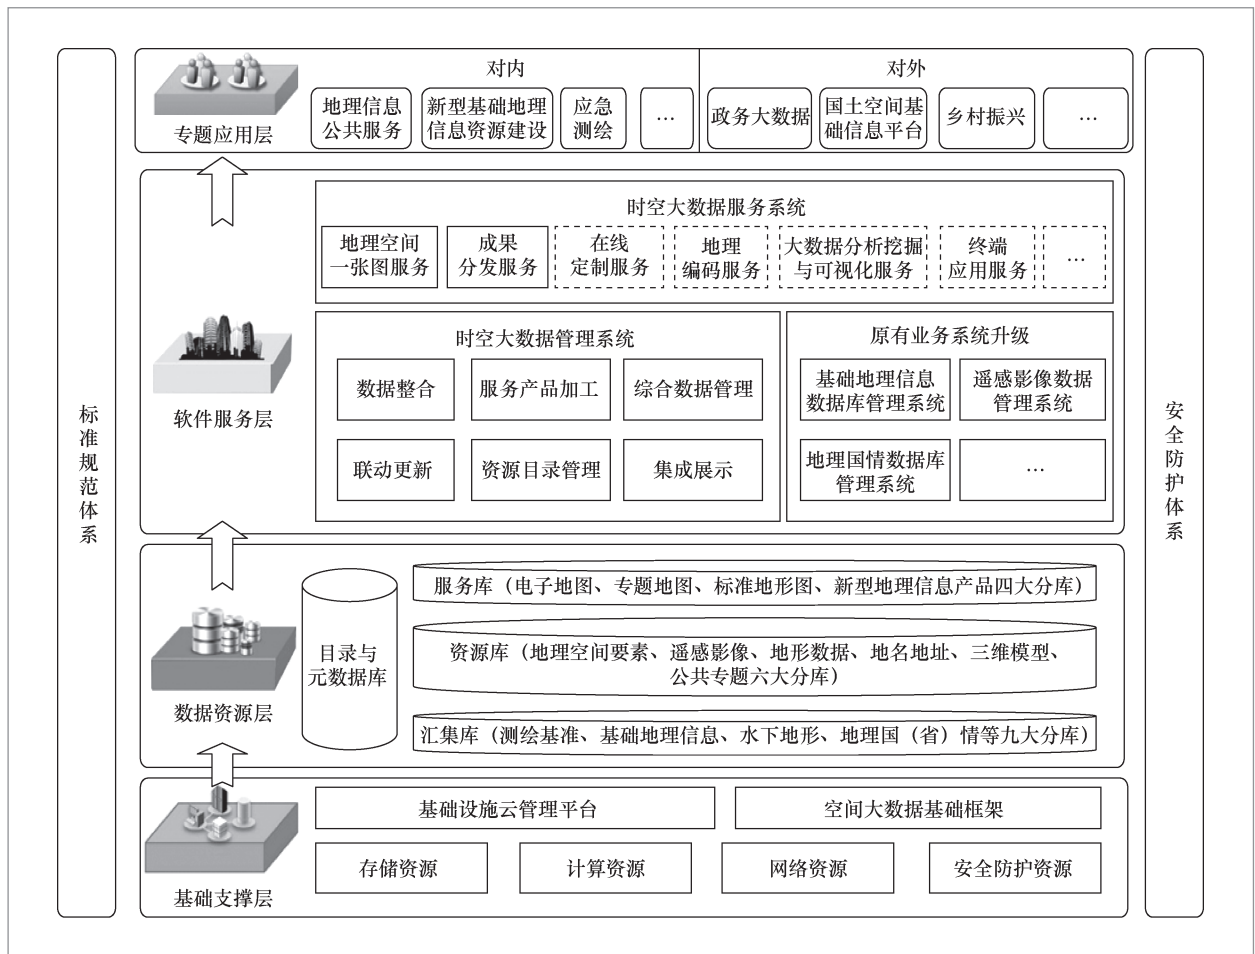 标准规范体系
对内
对外
地理信息
公共服务
新型基础地理
信息资源建设
应急
测绘
…
政务大数据
国土空间基
础信息平台
乡村振兴
…
专题应用层
时空大数据服务系统
地理空间
一张图服务
成果
分发服务
在线
定制服务
地理
编码服务
大数据分析挖掘
与可视化服务
终端
应用服务
…
时空大数据管理系统
数据整合
服务产品加工
综合数据管理
联动更新
资源目录管理
集成展示
原有业务系统升级
基础地理信息
数据库管理系统
遥感影像数据
管理系统
地理国情数据库
管理系统
…
软件服务层
目录与
元数据库
服务库（电子地图、专题地图、标准地形图、新型地理信息产品四大分库）
资源库（地理空间要素、遥感影像、地形数据、地名地址、三维模型、
公共专题六大分库）
汇集库（测绘基准、基础地理信息、水下地形、地理国（省）情等九大分库）
数据资源层
基础设施云管理平台
空间大数据基础框架
存储资源
计算资源
网络资源
安全防护资源
基础支撑层
安全防护体系